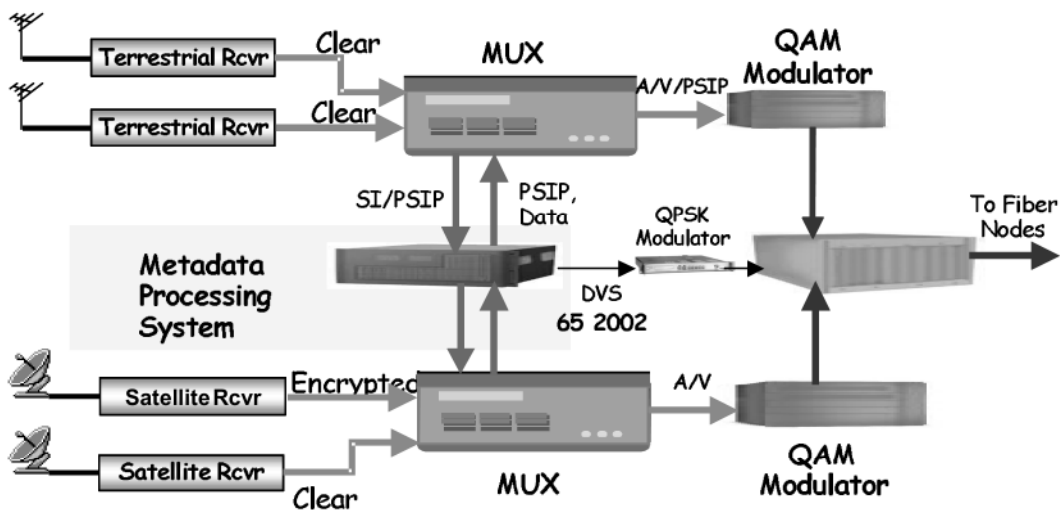 Terrestrial Rcvr
Clear
MUX
QAM
Modulator
Terrestrial Rcvr
Clear
A/V/PSIP
SI/PSIP
PSIP,
Data
QPSK
Modulator
To Fiber
Nodes
Metadata
Processing
System
DVS
65 2002
Satellite Rcvr
Encrypted
A/V
Satellite Rcvr
Clear
MUX
QAM
Modulator